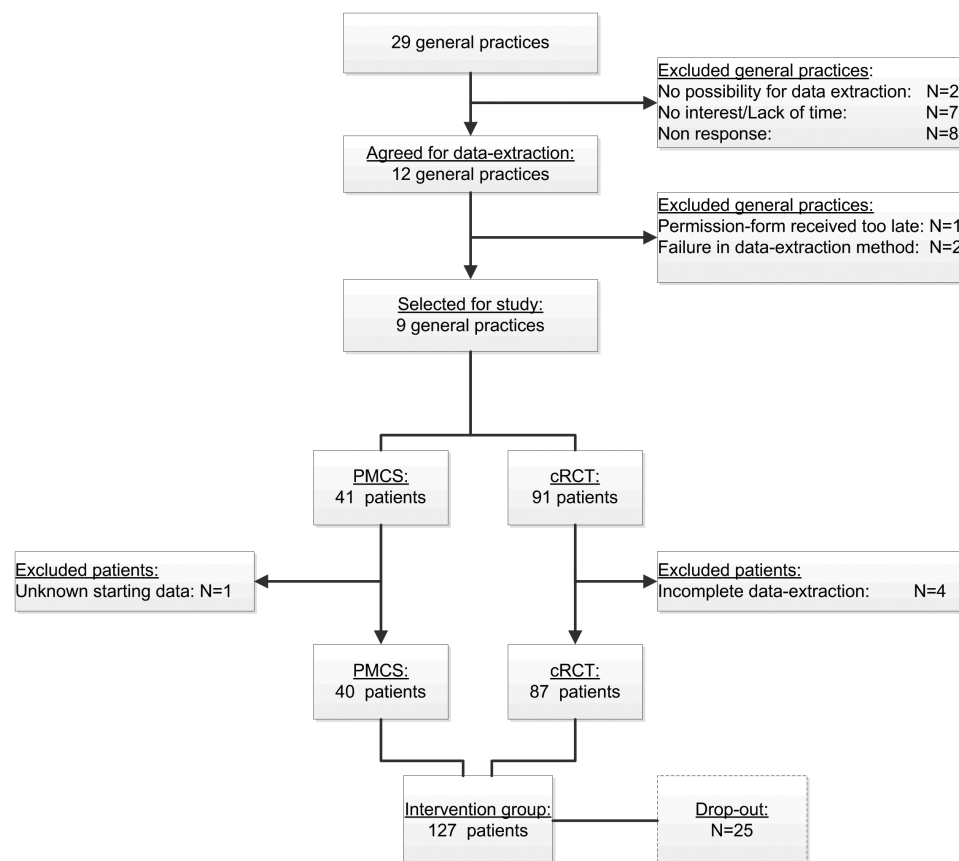 29 general practices
Excluded general practices:
No possibility for data extraction: N=2
No interest/Lack of time: N=7
Non response: N=8
Agreed for data-extraction:
12 general practices
Excluded general practices:
Permission-form received too late: N=1
Failure in data-extraction method: N=2
Selected for study:
9 general practices
PMCS:
41 patients
cRCT:
91 patients
Excluded patients:
Unknown starting data: N=1
Excluded patients:
Incomplete data-extraction: N=4
PMCS:
40 patients
cRCT:
87 patients
Intervention group:
127 patients
Drop-out:
N=25